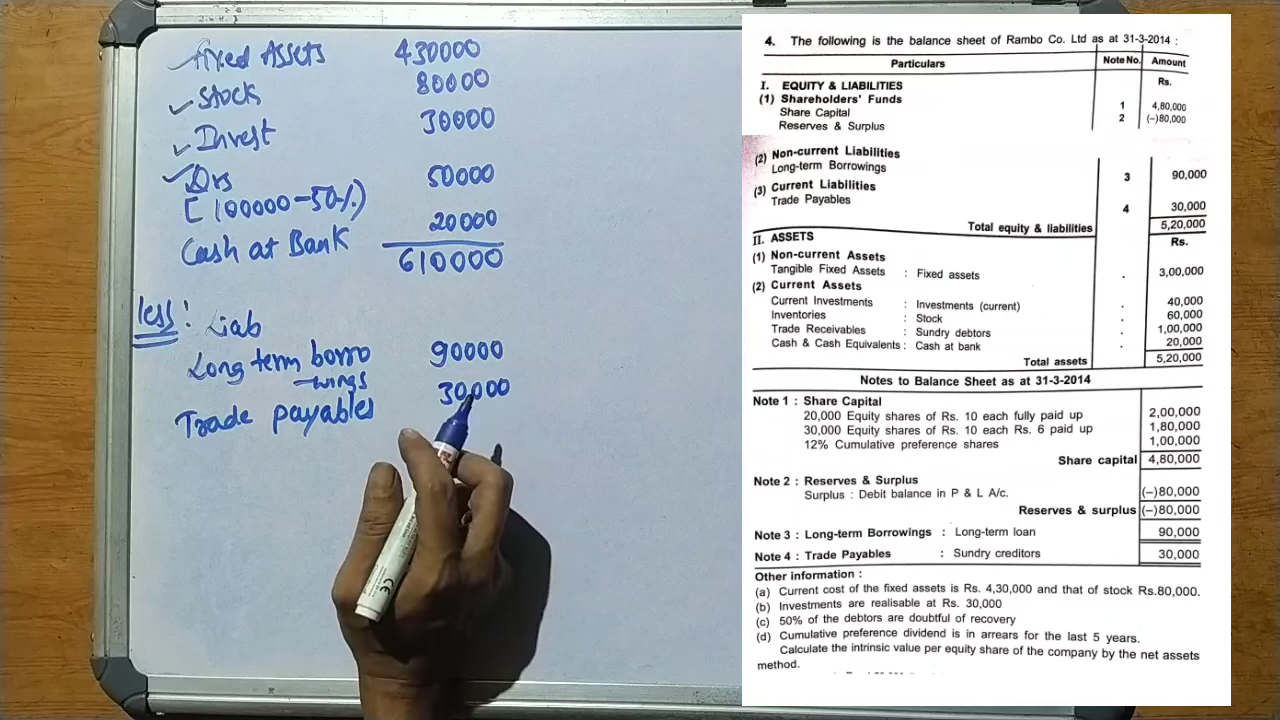 Fixed Assets 430000
Stock 80000
Invest 30000
Drs 50000
[100000-50%)
Cash at Bank 20000
610000
less:
Liab
Long term borro 90000
-wings
Trade payables 30000
4. The following is the balance sheet of Rambo Co. Ltd as at 31-3-2014 :
Particulars Note No. Amount
Rs.
I. EQUITY & LIABILITIES
(1) Shareholders' Funds
Share Capital 1 4,80,000
Reserves & Surplus 2 (-)80,000
(2) Non-current Liabilities
Long-term Borrowings 3 90,000
(3) Current Liabilities
Trade Payables 4 30,000
Total equity & liabilities 5,20,000
II. ASSETS Rs.
(1) Non-current Assets
Tangible Fixed Assets : Fixed assets . 3,00,000
(2) Current Assets
Current Investments : Investments (current) . 40,000
Inventories : Stock . 60,000
Trade Receivables : Sundry debtors . 1,00,000
Cash & Cash Equivalents : Cash at bank . 20,000
Total assets 5,20,000
Notes to Balance Sheet as at 31-3-2014
Note 1 : Share Capital
20,000 Equity shares of Rs. 10 each fully paid up 2,00,000
30,000 Equity shares of Rs. 10 each Rs. 6 paid up 1,80,000
12% Cumulative preference shares 1,00,000
Share capital 4,80,000
Note 2 : Reserves & Surplus
Surplus : Debit balance in P & L A/c. (-)80,000
Reserves & surplus (-)80,000
Note 3 : Long-term Borrowings : Long-term loan 90,000
Note 4 : Trade Payables : Sundry creditors 30,000
Other information :
(a) Current cost of the fixed assets is Rs. 4,30,000 and that of stock Rs.80,000.
(b) Investments are realisable at Rs. 30,000
(c) 50% of the debtors are doubtful of recovery
(d) Cumulative preference dividend is in arrears for the last 5 years.
Calculate the intrinsic value per equity share of the company by the net assets
method.